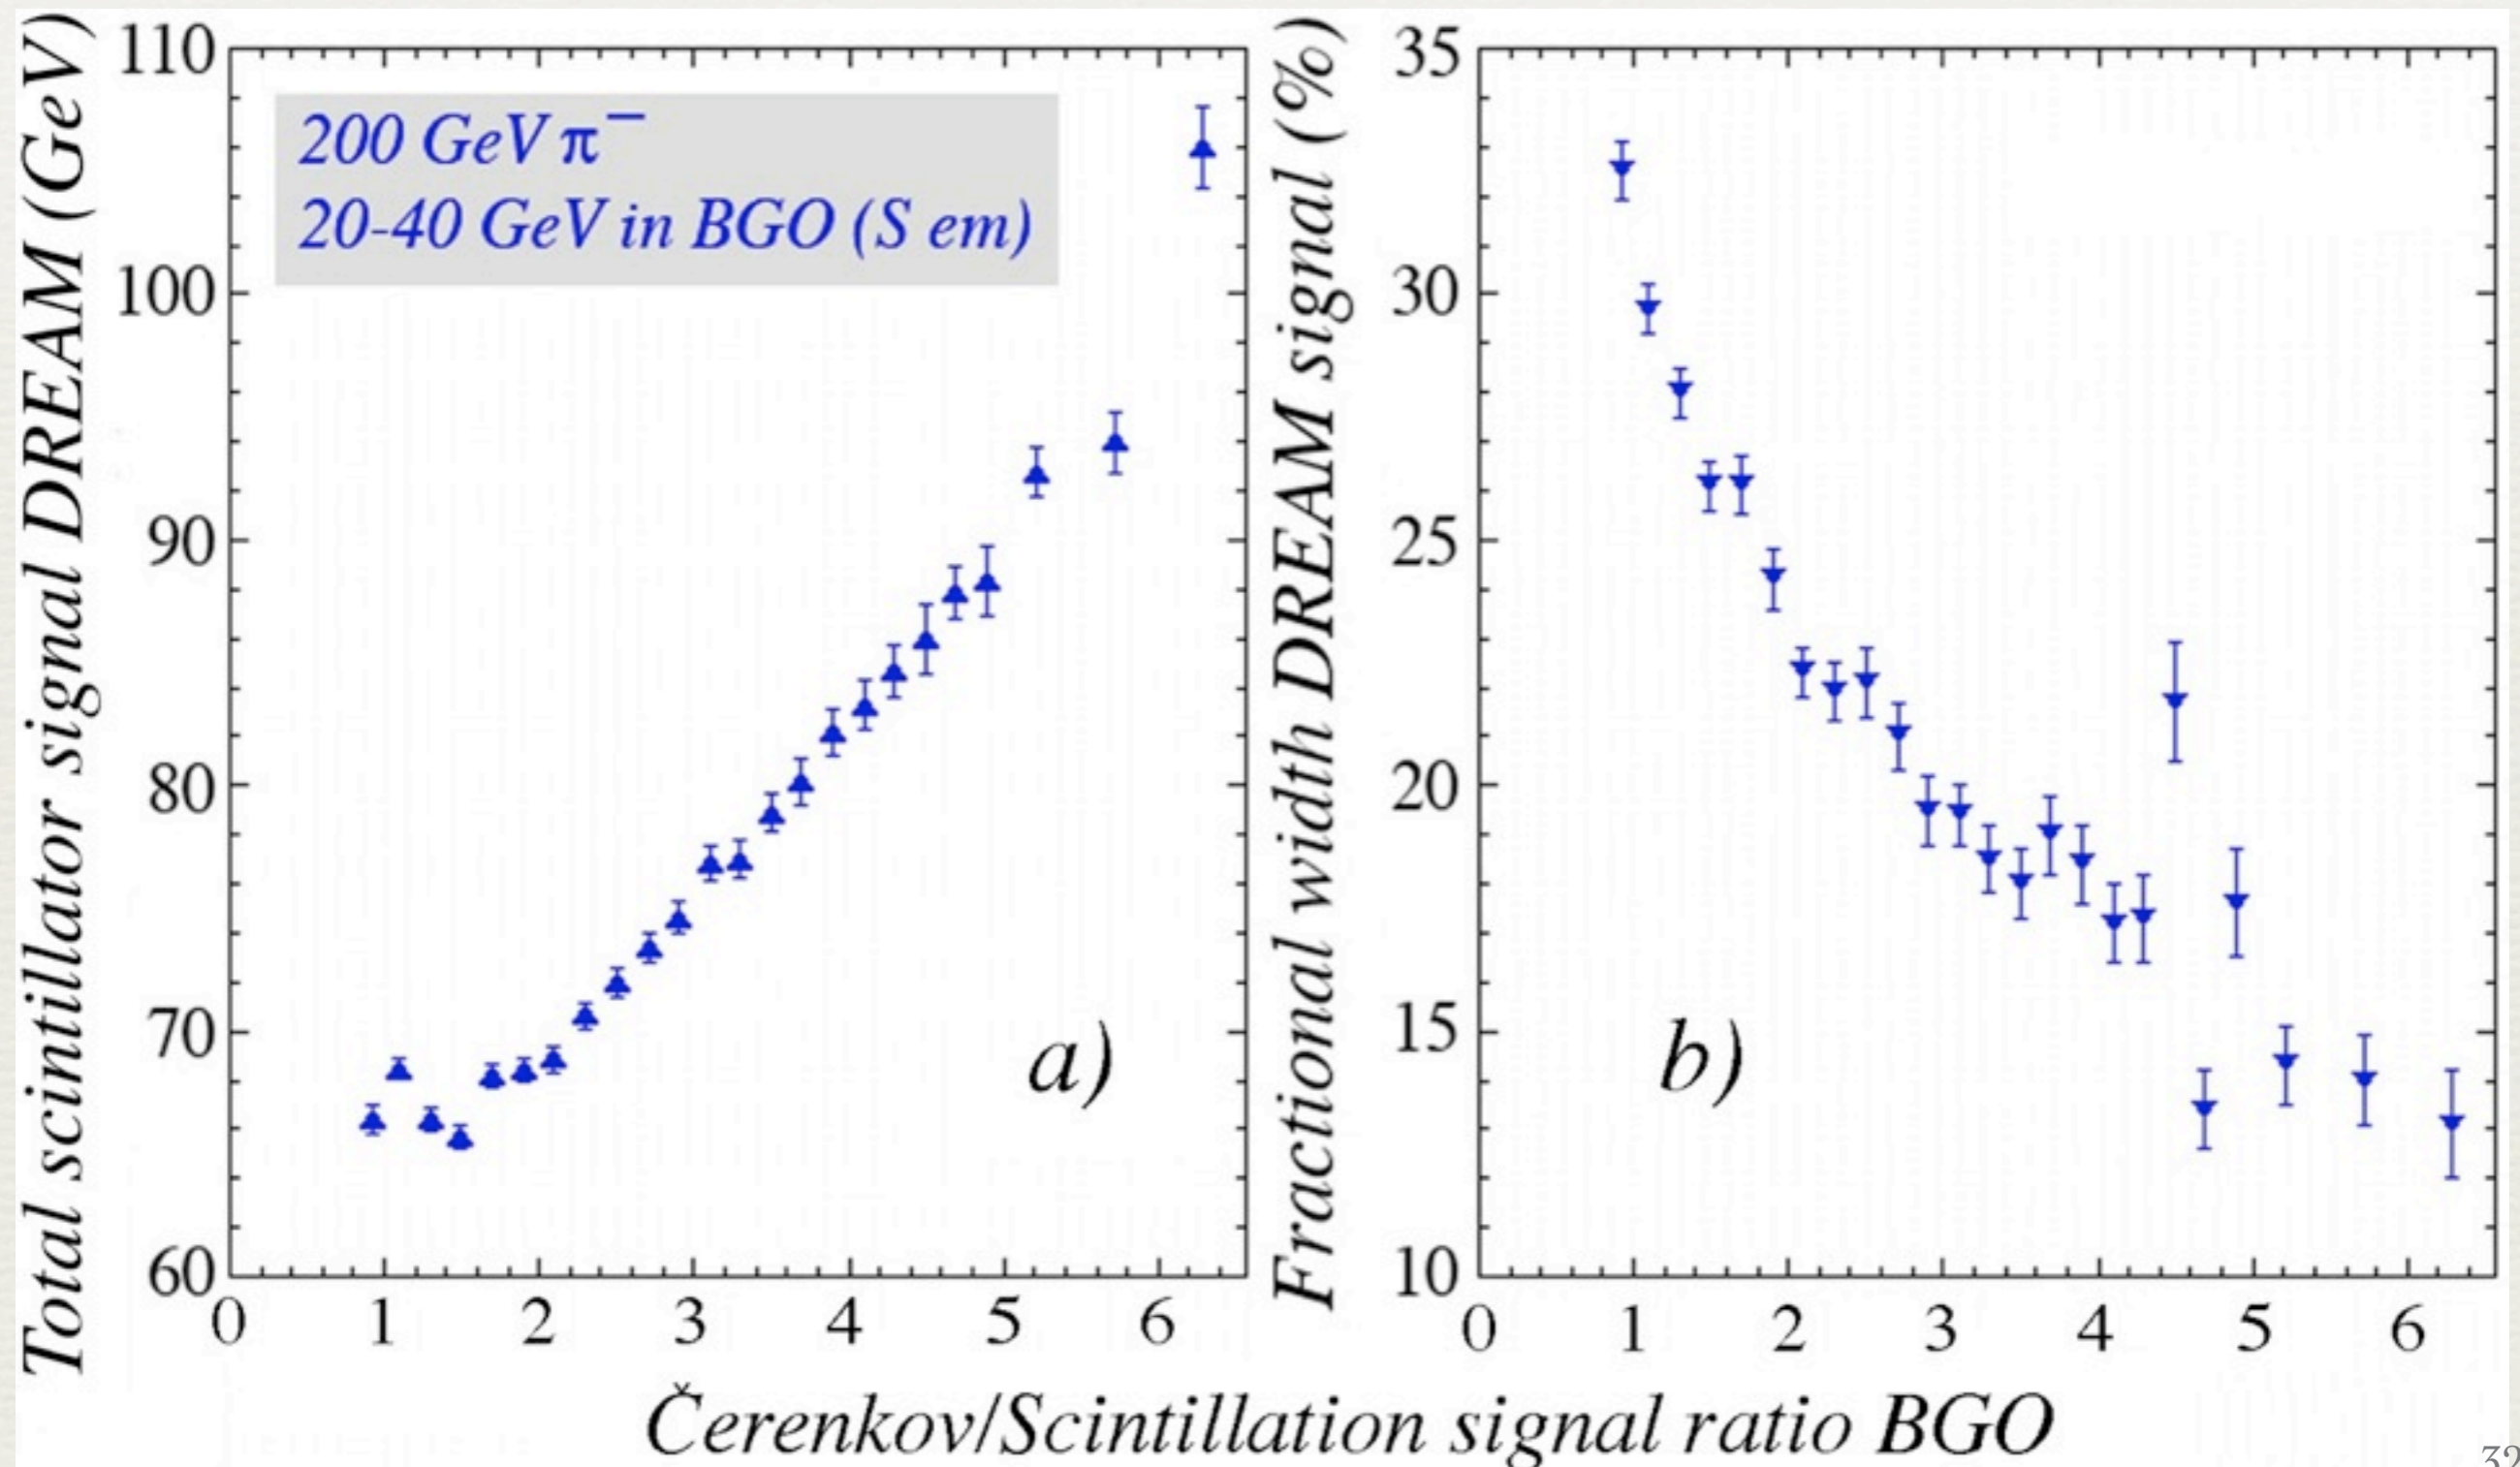 Total scintillator signal DREAM (GeV)
110
100
90
80
70
60
200 GeV π⁻
20-40 GeV in BGO (S em)
a)
0 1 2 3 4 5 6
Fractional width DREAM signal (%)
35
30
25
20
15
10
b)
0 1 2 3 4 5 6
Čerenkov/Scintillation signal ratio BGO
32